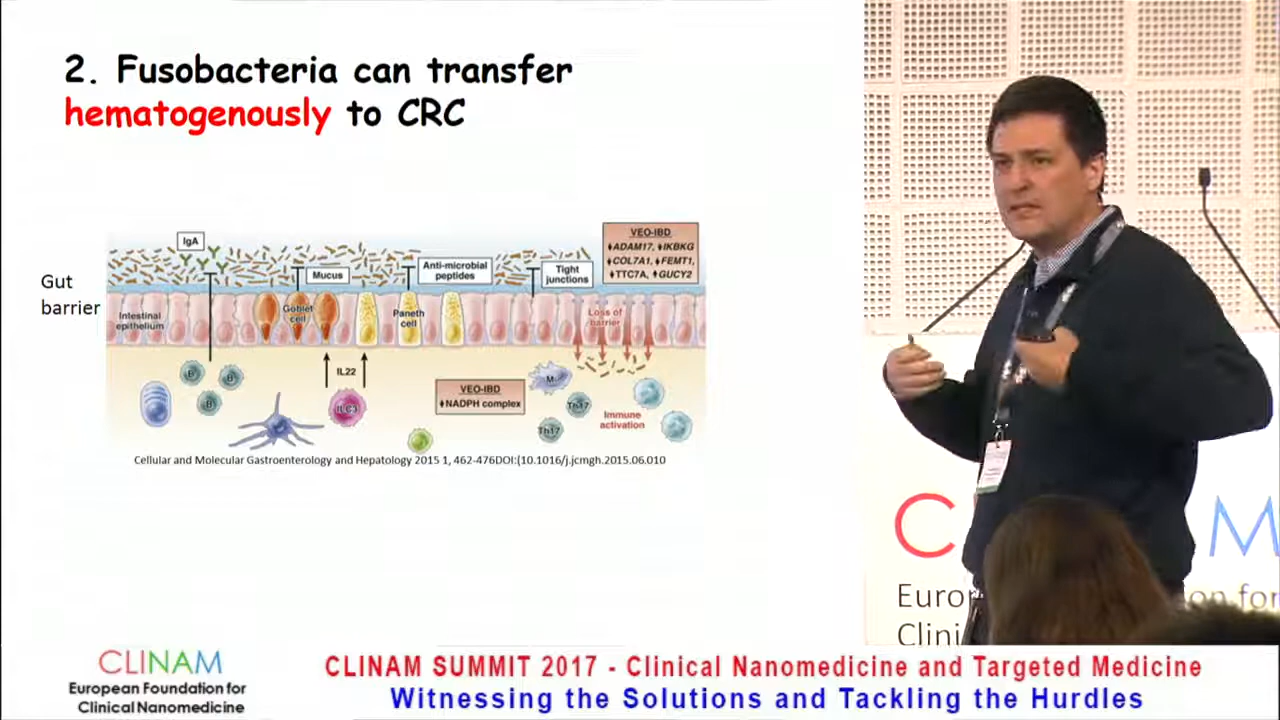 2. Fusobacteria can transfer
hematogenously to CRC
Gut
barrier
IgA
Mucus
Anti-microbial
peptides
Tight
junctions
VEO-IBD
ADAM17, IKBKG
COL7A1, FEMT1,
TTC7A, GUCY2
Intestinal
epithelium
Goblet
cell
Paneth
cell
Loss of
barrier
B
B
B
IL22
ILC3
VEO-IBD
NADPH complex
M
Th17
Th17
Immune
activation
Cellular and Molecular Gastroenterology and Hepatology 2015 1, 462-476DOI:(10.1016/j.jcmgh.2015.06.010
C M
Clini
CLINAM
European Foundation for
Clinical Nanomedicine
CLINAM SUMMIT 2017 - Clinical Nanomedicine and Targeted Medicine
Witnessing the Solutions and Tackling the Hurdles